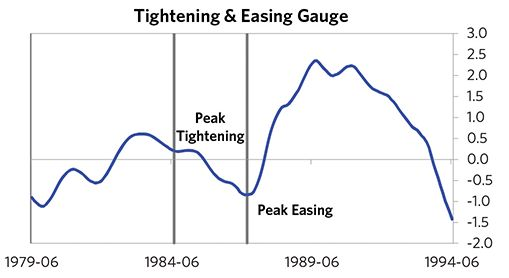 Tightening & Easing Gauge
3.0
2.5
2.0
1.5
1.0
0.5
0.0
-0.5
-1.0
-1.5
-2.0
Peak
Tightening
Peak Easing
1979-06 1984-06 1989-06 1994-06